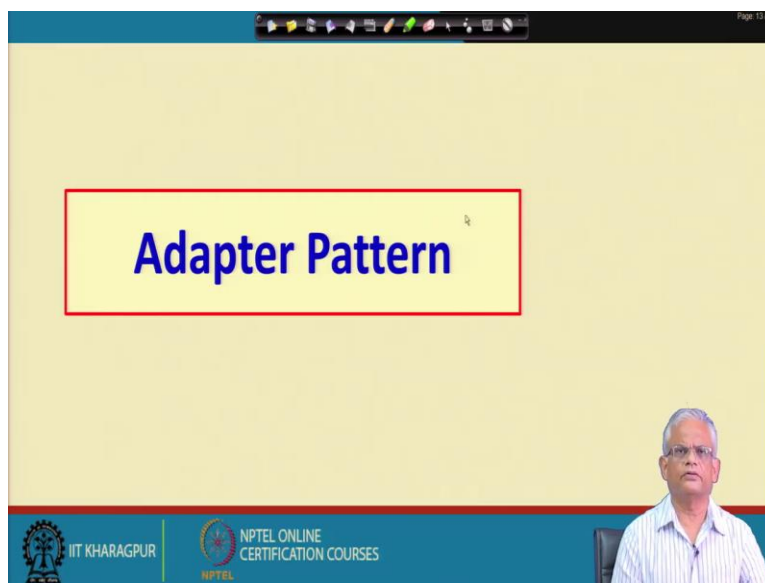 Page: 13
Adapter Pattern
IIT KHARAGPUR
NPTEL
NPTEL ONLINE
CERTIFICATION COURSES